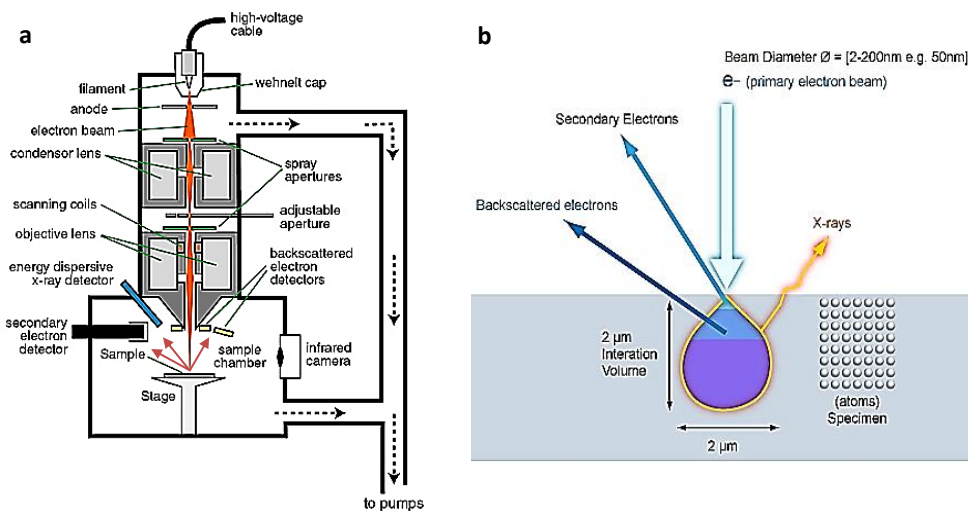 a
high-voltage
cable
filament
wehnelt cap
anode
electron beam
condensor lens
spray
apertures
scanning coils
adjustable
aperture
objective lens
backscattered
electron
detectors
energy dispersive
x-ray detector
secondary
electron
detector
Sample
sample
chamber
infrared
camera
Stage
to pumps
b
Beam Diameter Ø = [2-200nm e.g. 50nm]
e- (primary electron beam)
Secondary Electrons
Backscattered electrons
X-rays
2 µm
Interation
Volume
(atoms)
Specimen
2 µm